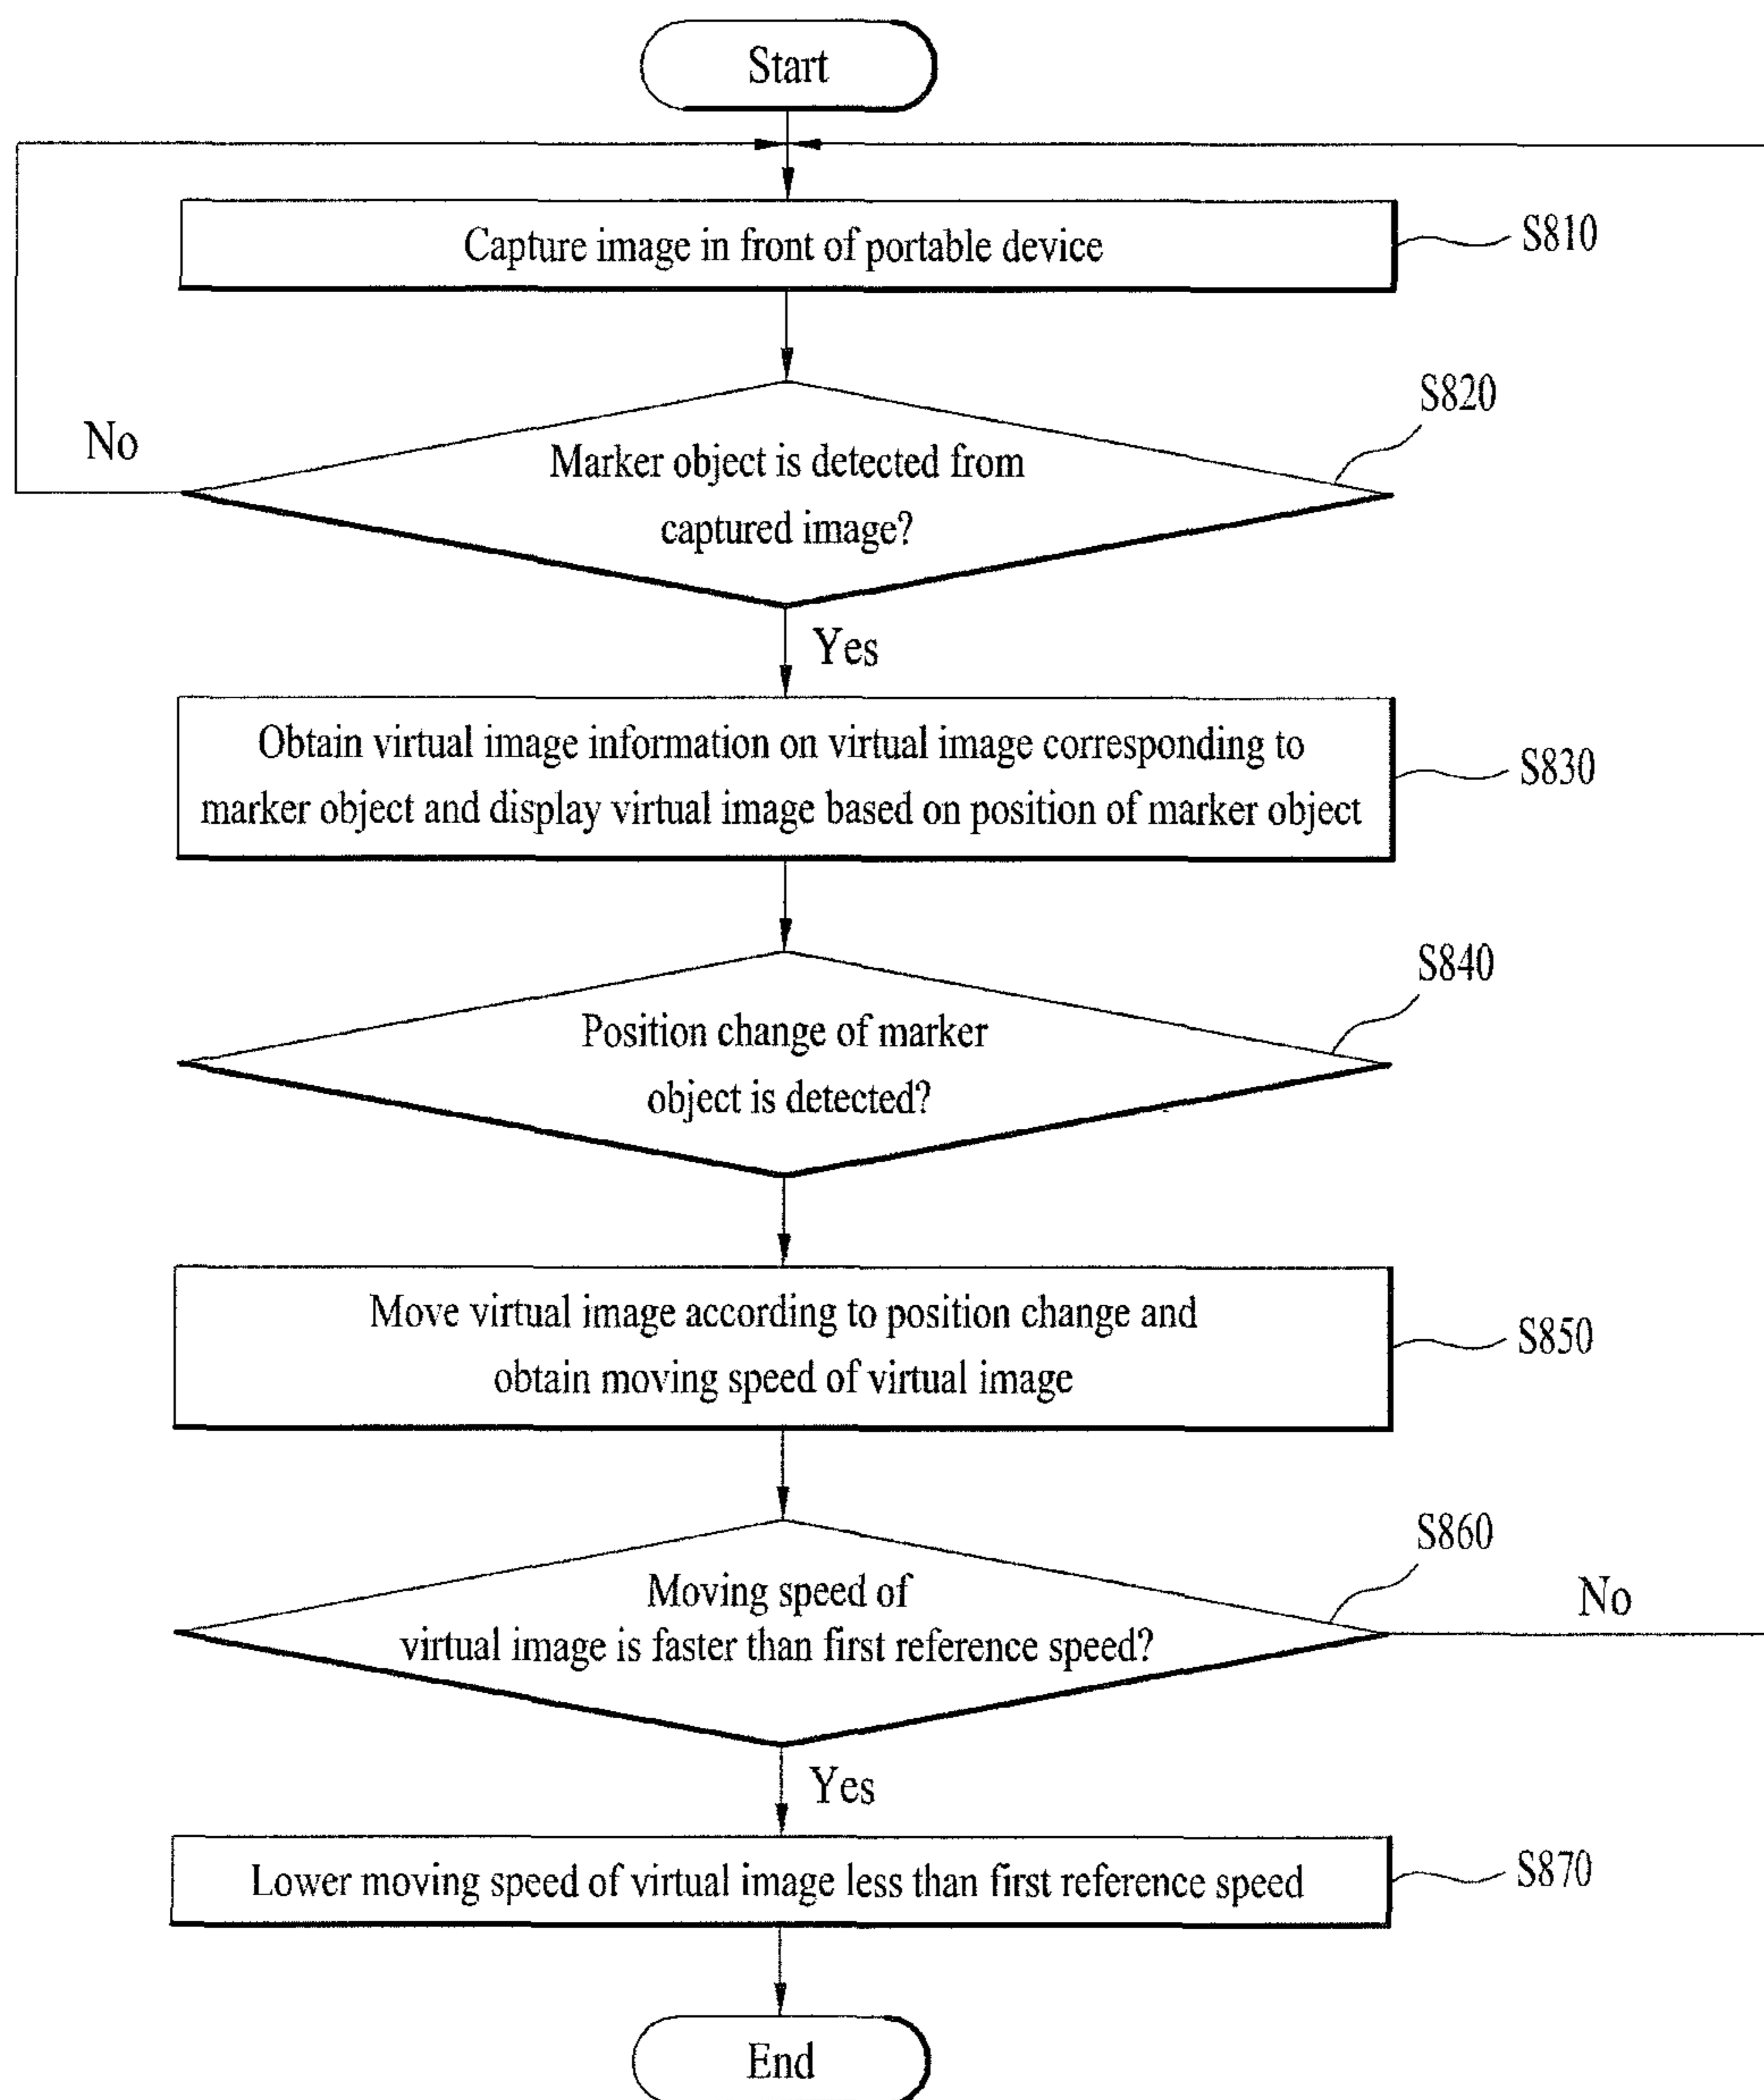 Start
Capture image in front of portable device
S810
S820
No
Marker object is detected from
captured image?
Yes
Obtain virtual image information on virtual image corresponding to
marker object and display virtual image based on position of marker object
S830
S840
Position change of marker
object is detected?
Move virtual image according to position change and
obtain moving speed of virtual image
S850
S860
No
Moving speed of
virtual image is faster than first reference speed?
Yes
Lower moving speed of virtual image less than first reference speed
S870
End